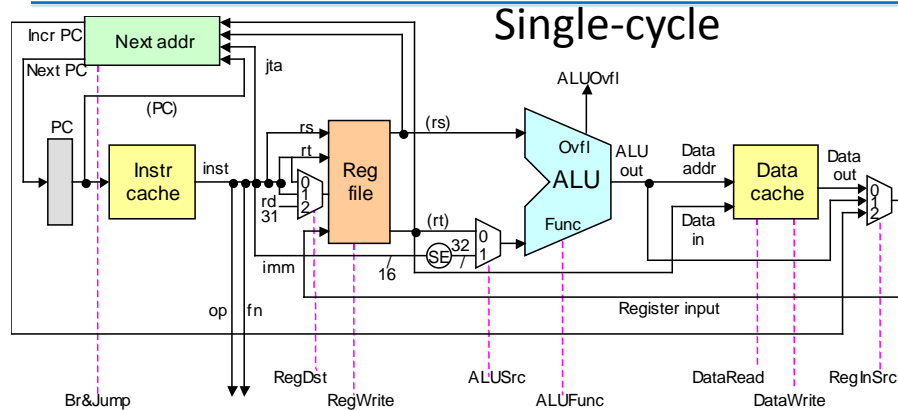 Single-cycle
Incr PC
Next addr
Next PC
jta
(PC)
ALUOvfl
PC
rs
(rs)
rt
Ovfl
Instr
cache
inst
Reg
file
ALU
ALU
out
Data
addr
Data
cache
Data
out
0
1
2
rd
31
0
1
2
(rt)
0
1
Func
Data
in
imm
16
SE
32
Register input
op
fn
RegDst
ALUSrc
DataRead
RegInSrc
Br&Jump
RegWrite
ALUFunc
DataWrite